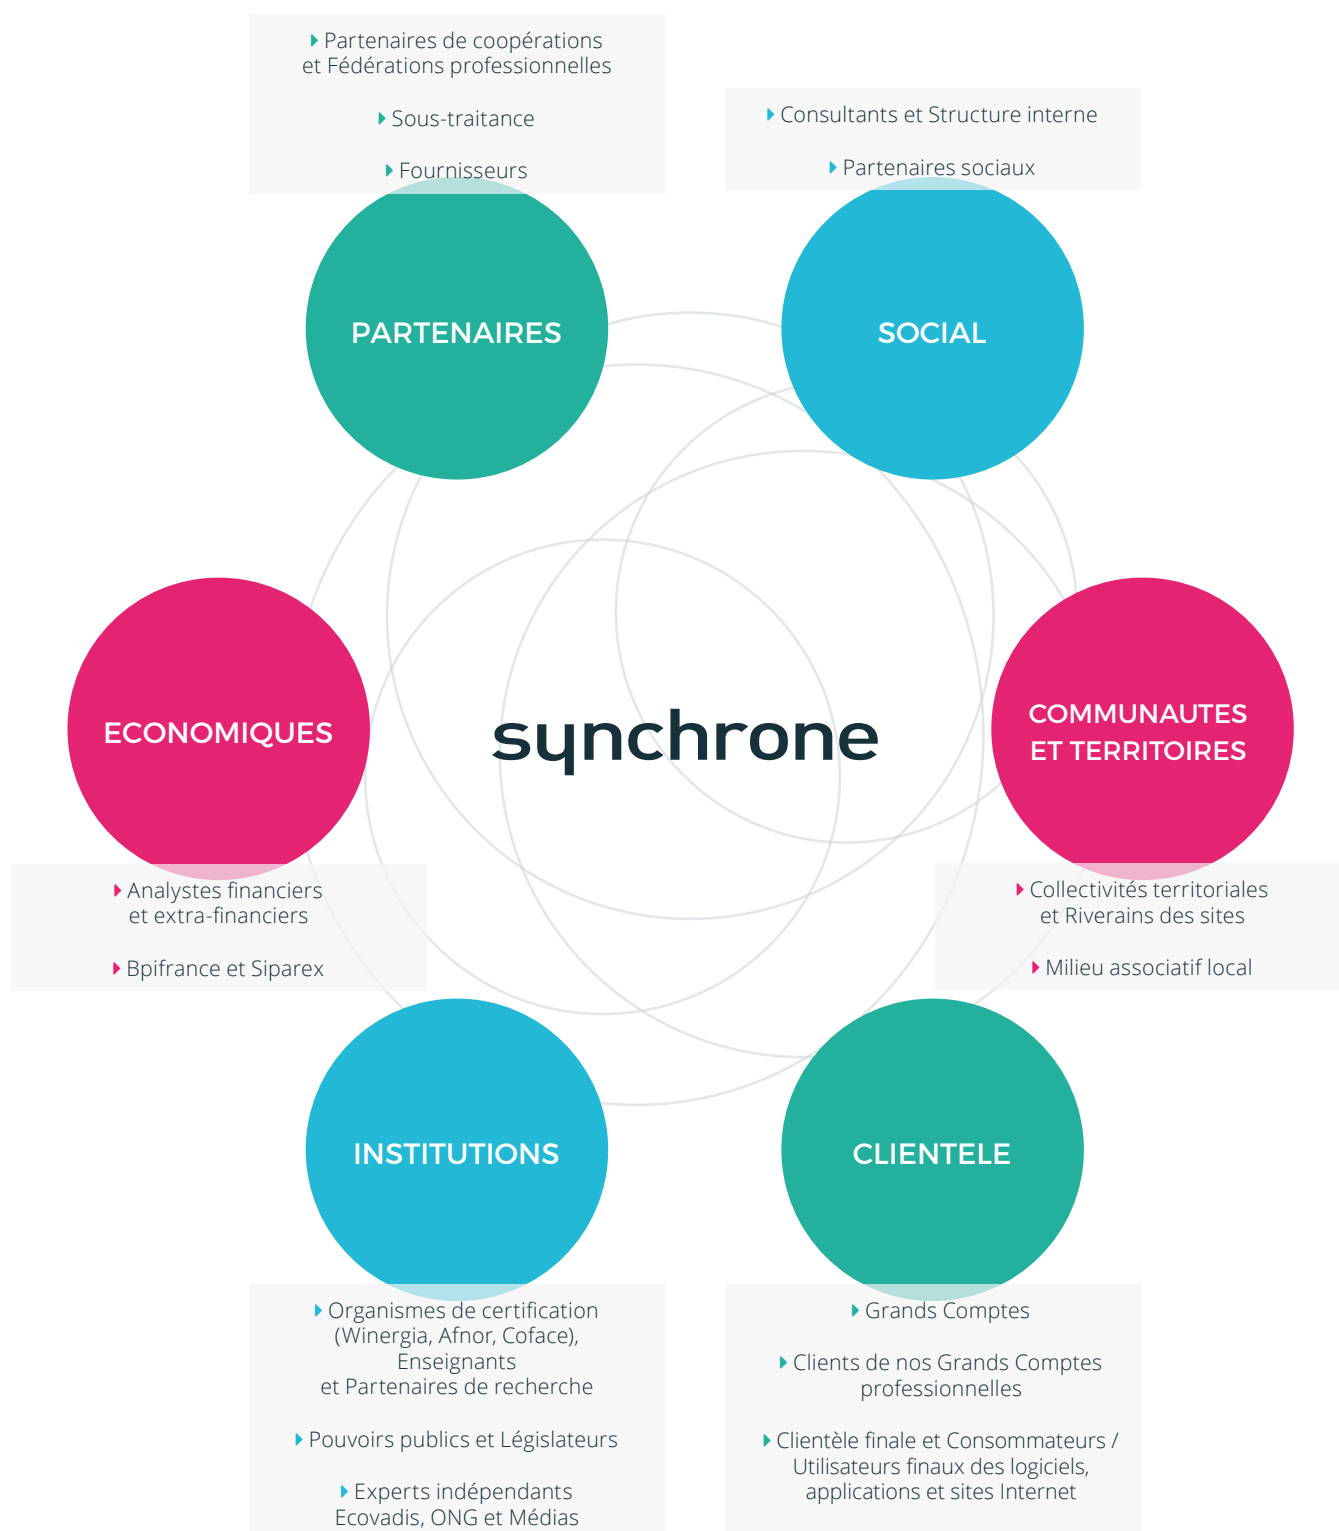 Partenaires de coopérations
et Fédérations professionnelles
Sous-traitance
Fournisseurs
PARTENAIRES
Consultants et Structure interne
Partenaires sociaux
SOCIAL
ECONOMIQUES
Analystes financiers
et extra-financiers
Bpifrance et Siparex
synchrone
COMMUNAUTES
ET TERRITOIRES
Collectivités territoriales
et Riverains des sites
Milieu associatif local
INSTITUTIONS
Organismes de certification
(Winergia, Afnor, Coface),
Enseignants
et Partenaires de recherche
Pouvoirs publics et Législateurs
Experts indépendants
Ecovadis, ONG et Médias
CLIENTELE
Grands Comptes
Clients de nos Grands Comptes
professionnelles
Clientèle finale et Consommateurs /
Utilisateurs finaux des logiciels,
applications et sites Internet